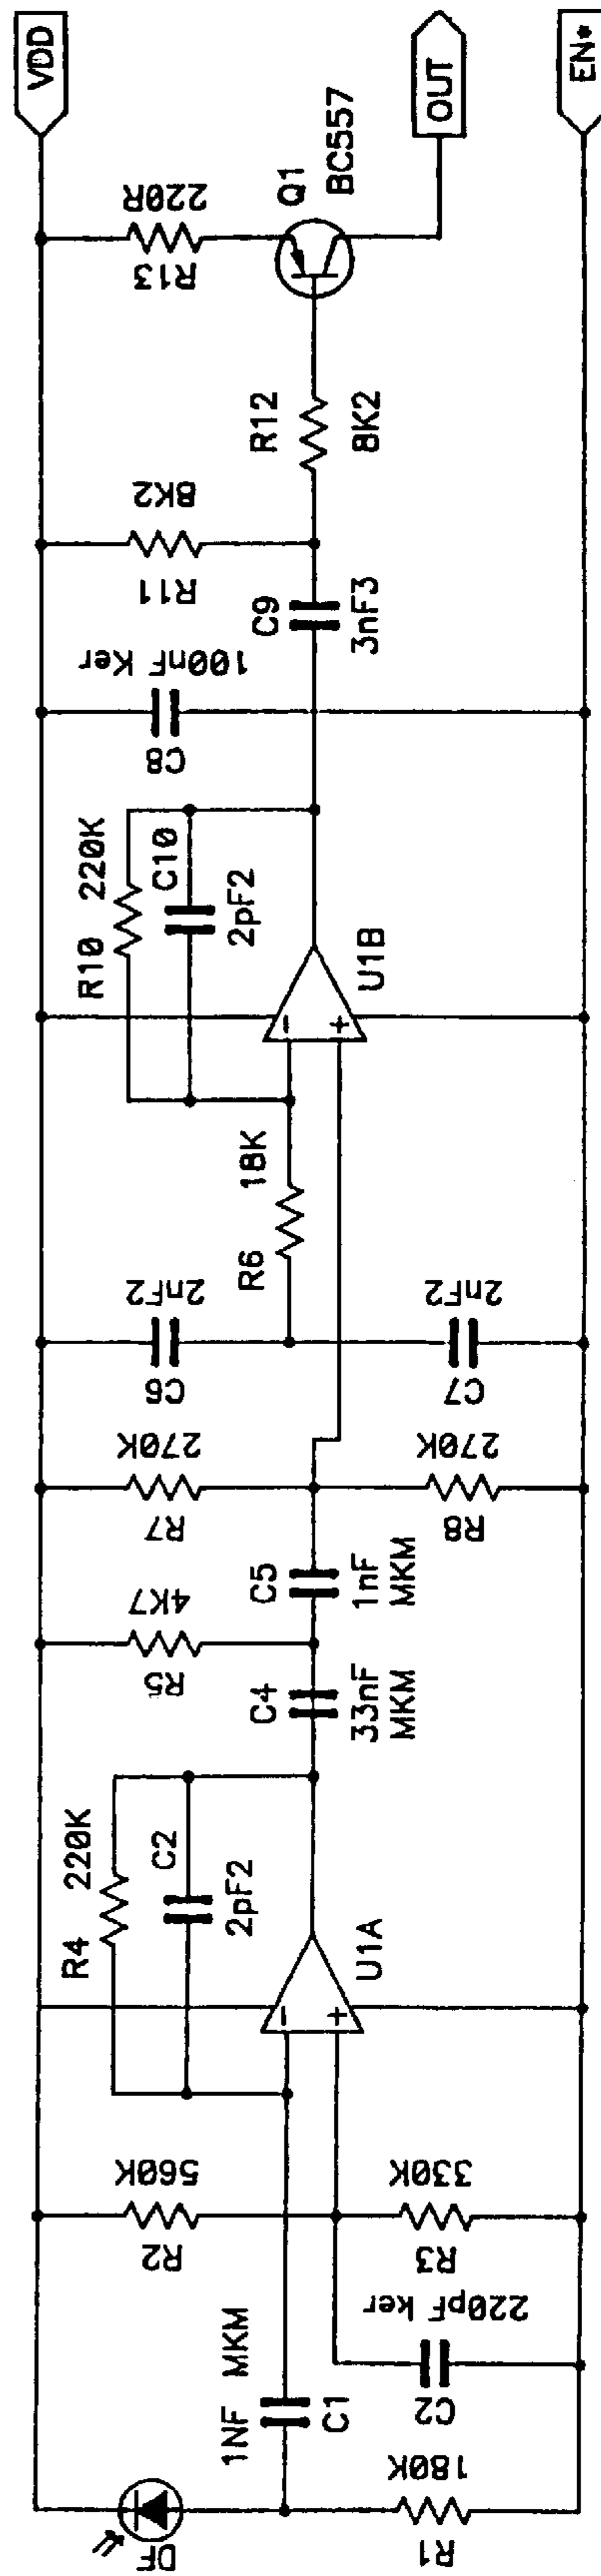 DF
R1
180K
1NF MKM
C1
C2
220pF ker
R2
560K
R3
330K
R4
220K
C2
2pF2
U1A
C4
33nF
MKM
R5
4K7
C5
1nF
MKM
R7
270K
R8
270K
C6
2nF2
C7
2nF2
R6
18K
R10
220K
C10
2pF2
U1B
C8
100nF Ker
C9
3nF3
R11
8K2
R12
8K2
R13
220R
Q1
BC557
VDD
OUT
EN*
-
+
-
+